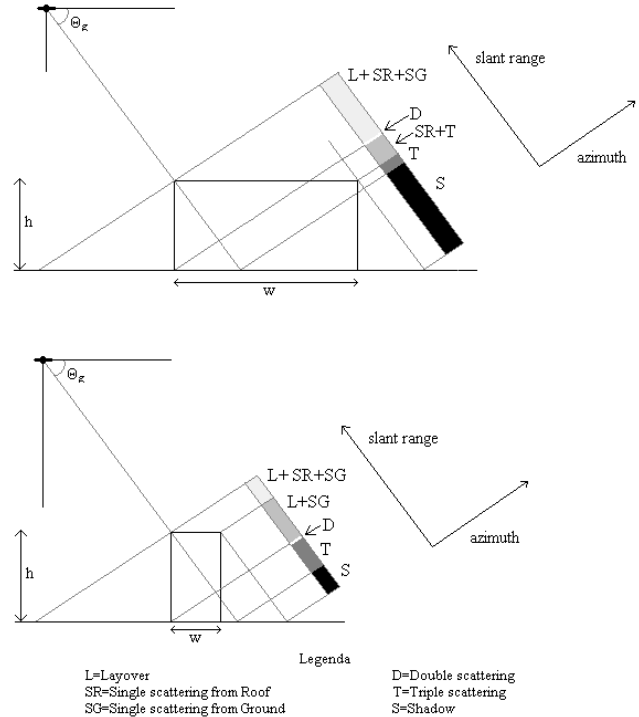 Θg
L+ SR+SG
slant range
D
SR+T
T
azimuth
S
h
w
Θg
slant range
L+ SR+SG
L+SG
D
T
azimuth
S
h
w
Legenda
L=Layover
D=Double scattering
SR=Single scattering from Roof
T=Triple scattering
SG=Single scattering from Ground
S=Shadow